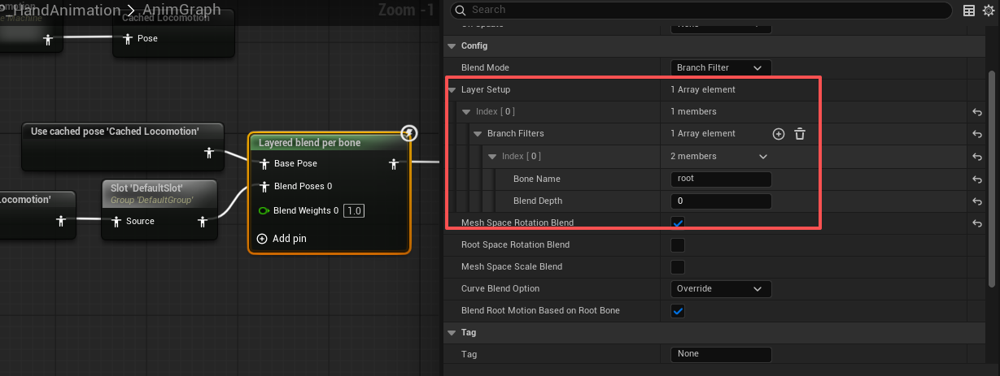 P_HandAnimation > AnimGraph
Zoom -1
Cached Locomotion
Pose
Use cached pose 'Cached Locomotion'
Layered blend per bone
Base Pose
Blend Poses 0
Blend Weights 0 1.0
Add pin
Locomotion'
Slot 'DefaultSlot'
Group 'DefaultGroup'
Source
Search
Config
Blend Mode Branch Filter
Layer Setup 1 Array element
Index [ 0 ] 1 members
Branch Filters 1 Array element
Index [ 0 ] 2 members
Bone Name root
Blend Depth 0
Mesh Space Rotation Blend
Root Space Rotation Blend
Mesh Space Scale Blend
Curve Blend Option Override
Blend Root Motion Based on Root Bone
Tag
Tag None